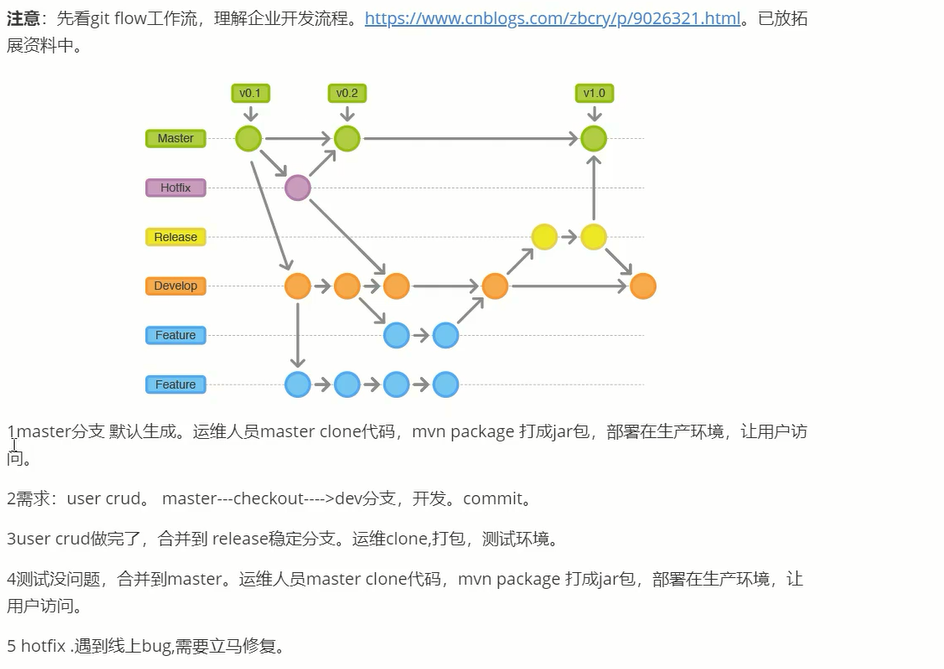 注意：先看git flow工作流，理解企业开发流程。https://www.cnblogs.com/zbcry/p/9026321.html。已放拓
展资料中。
v0.1 v0.2 v1.0
Master
Hotfix
Release
Develop
Feature
Feature
1master分支 默认生成。运维人员master clone代码，mvn package 打成jar包，部署在生产环境，让用户访
问。
2需求：user crud。 master---checkout---->dev分支，开发。commit。
3user crud做完了，合并到 release稳定分支。运维clone,打包，测试环境。
4测试没问题，合并到master。运维人员master clone代码，mvn package 打成jar包，部署在生产环境，让
用户访问。
5 hotfix .遇到线上bug,需要立马修复。